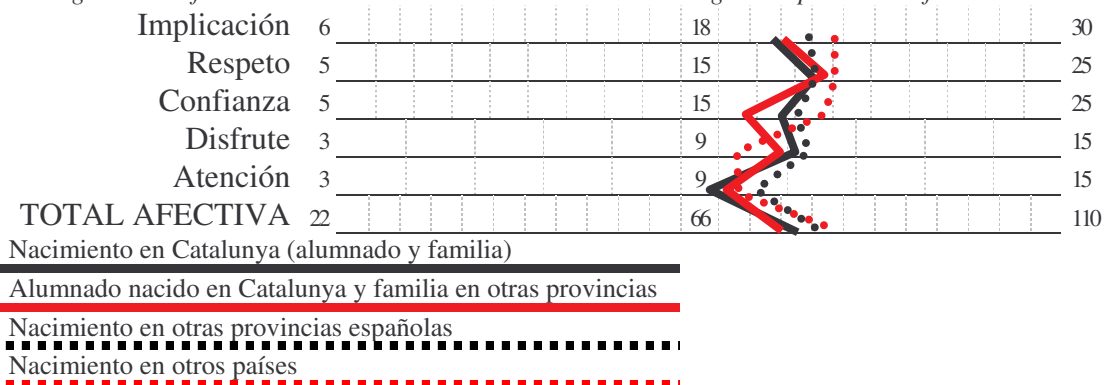 Implicación 6 18 30
Respeto 5 15 25
Confianza 5 15 25
Disfrute 3 9 15
Atención 3 9 15
TOTAL AFECTIVA 22 66 110
Nacimiento en Catalunya (alumnado y familia)
Alumnado nacido en Catalunya y familia en otras provincias
Nacimiento en otras provincias españolas
Nacimiento en otros países